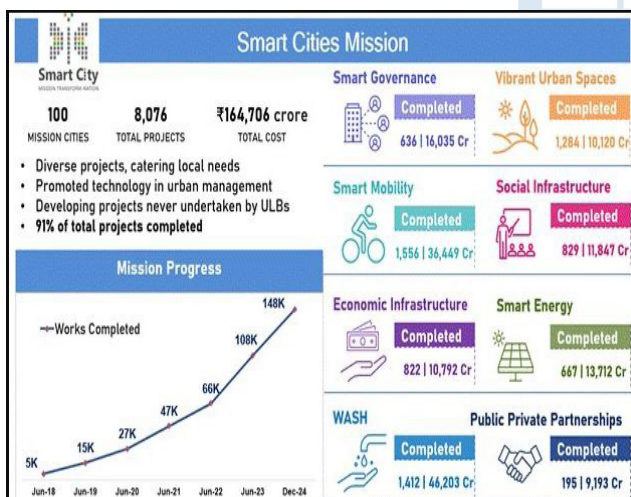 Smart Cities Mission
Smart City
MISSION TRANSFORM-NATION
100
MISSION CITIES
8,076
TOTAL PROJECTS
₹164,706 crore
TOTAL COST
• Diverse projects, catering local needs
• Promoted technology in urban management
• Developing projects never undertaken by ULBs
• 91% of total projects completed
Mission Progress
Works Completed
5K
15K
27K
47K
66K
108K
148K
Jun-18 Jun-19 Jun-20 Jun-21 Jun-22 Jun-23 Dec-24
Smart Governance
Completed
636 | 16,035 Cr
Vibrant Urban Spaces
Completed
1,284 | 10,120 Cr
Smart Mobility
Completed
1,556 | 36,449 Cr
Social Infrastructure
Completed
829 | 11,847 Cr
Economic Infrastructure
Completed
822 | 10,792 Cr
Smart Energy
Completed
667 | 13,712 Cr
WASH
Completed
1,412 | 46,203 Cr
Public Private Partnerships
Completed
195 | 9,193 Cr